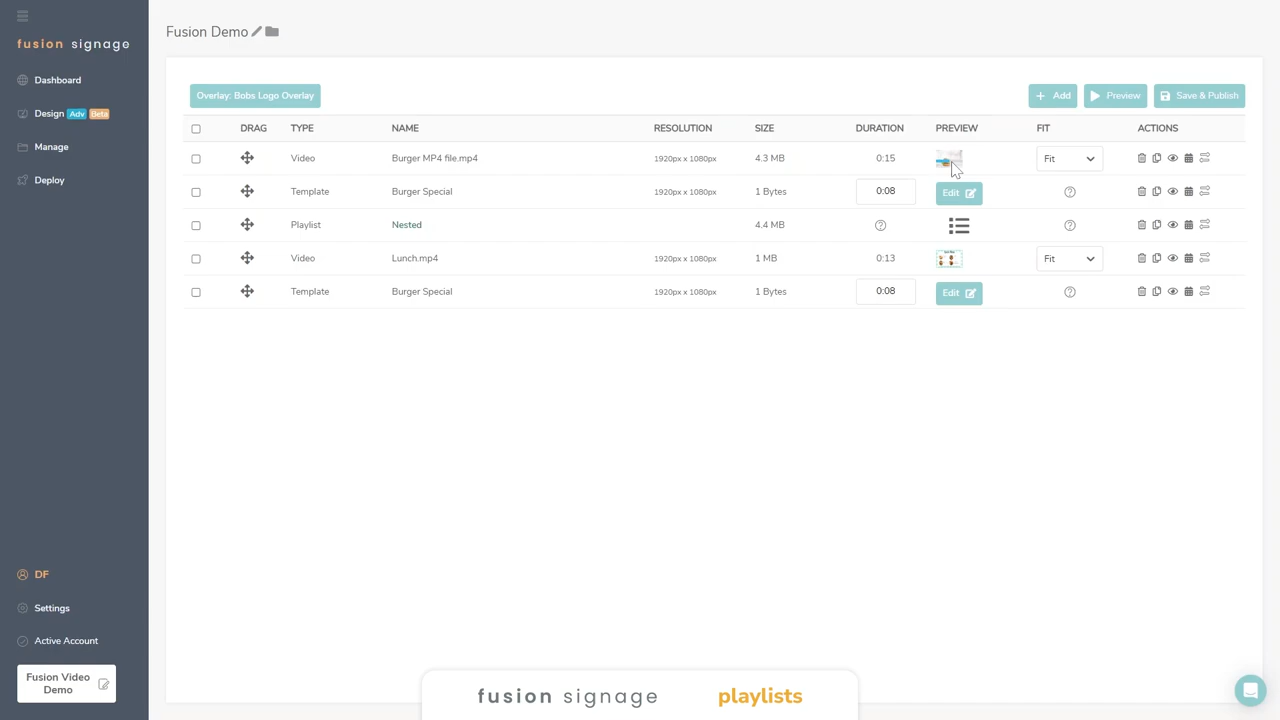 fusion signage
Fusion Demo
Dashboard
Design Adv Beta
Manage
Deploy
Overlay: Bobs Logo Overlay
Add Preview Save & Publish
DRAG TYPE NAME RESOLUTION SIZE DURATION PREVIEW FIT ACTIONS
Video Burger MP4 file.mp4 1920px x 1080px 4.3 MB 0:15 Fit
Template Burger Special 1920px x 1080px 1 Bytes 0:08 Edit
Playlist Nested 4.4 MB
Video Lunch.mp4 1920px x 1080px 1 MB 0:13 Fit
Template Burger Special 1920px x 1080px 1 Bytes 0:08 Edit
DF
Settings
Active Account
Fusion Video
Demo
fusion signage playlists